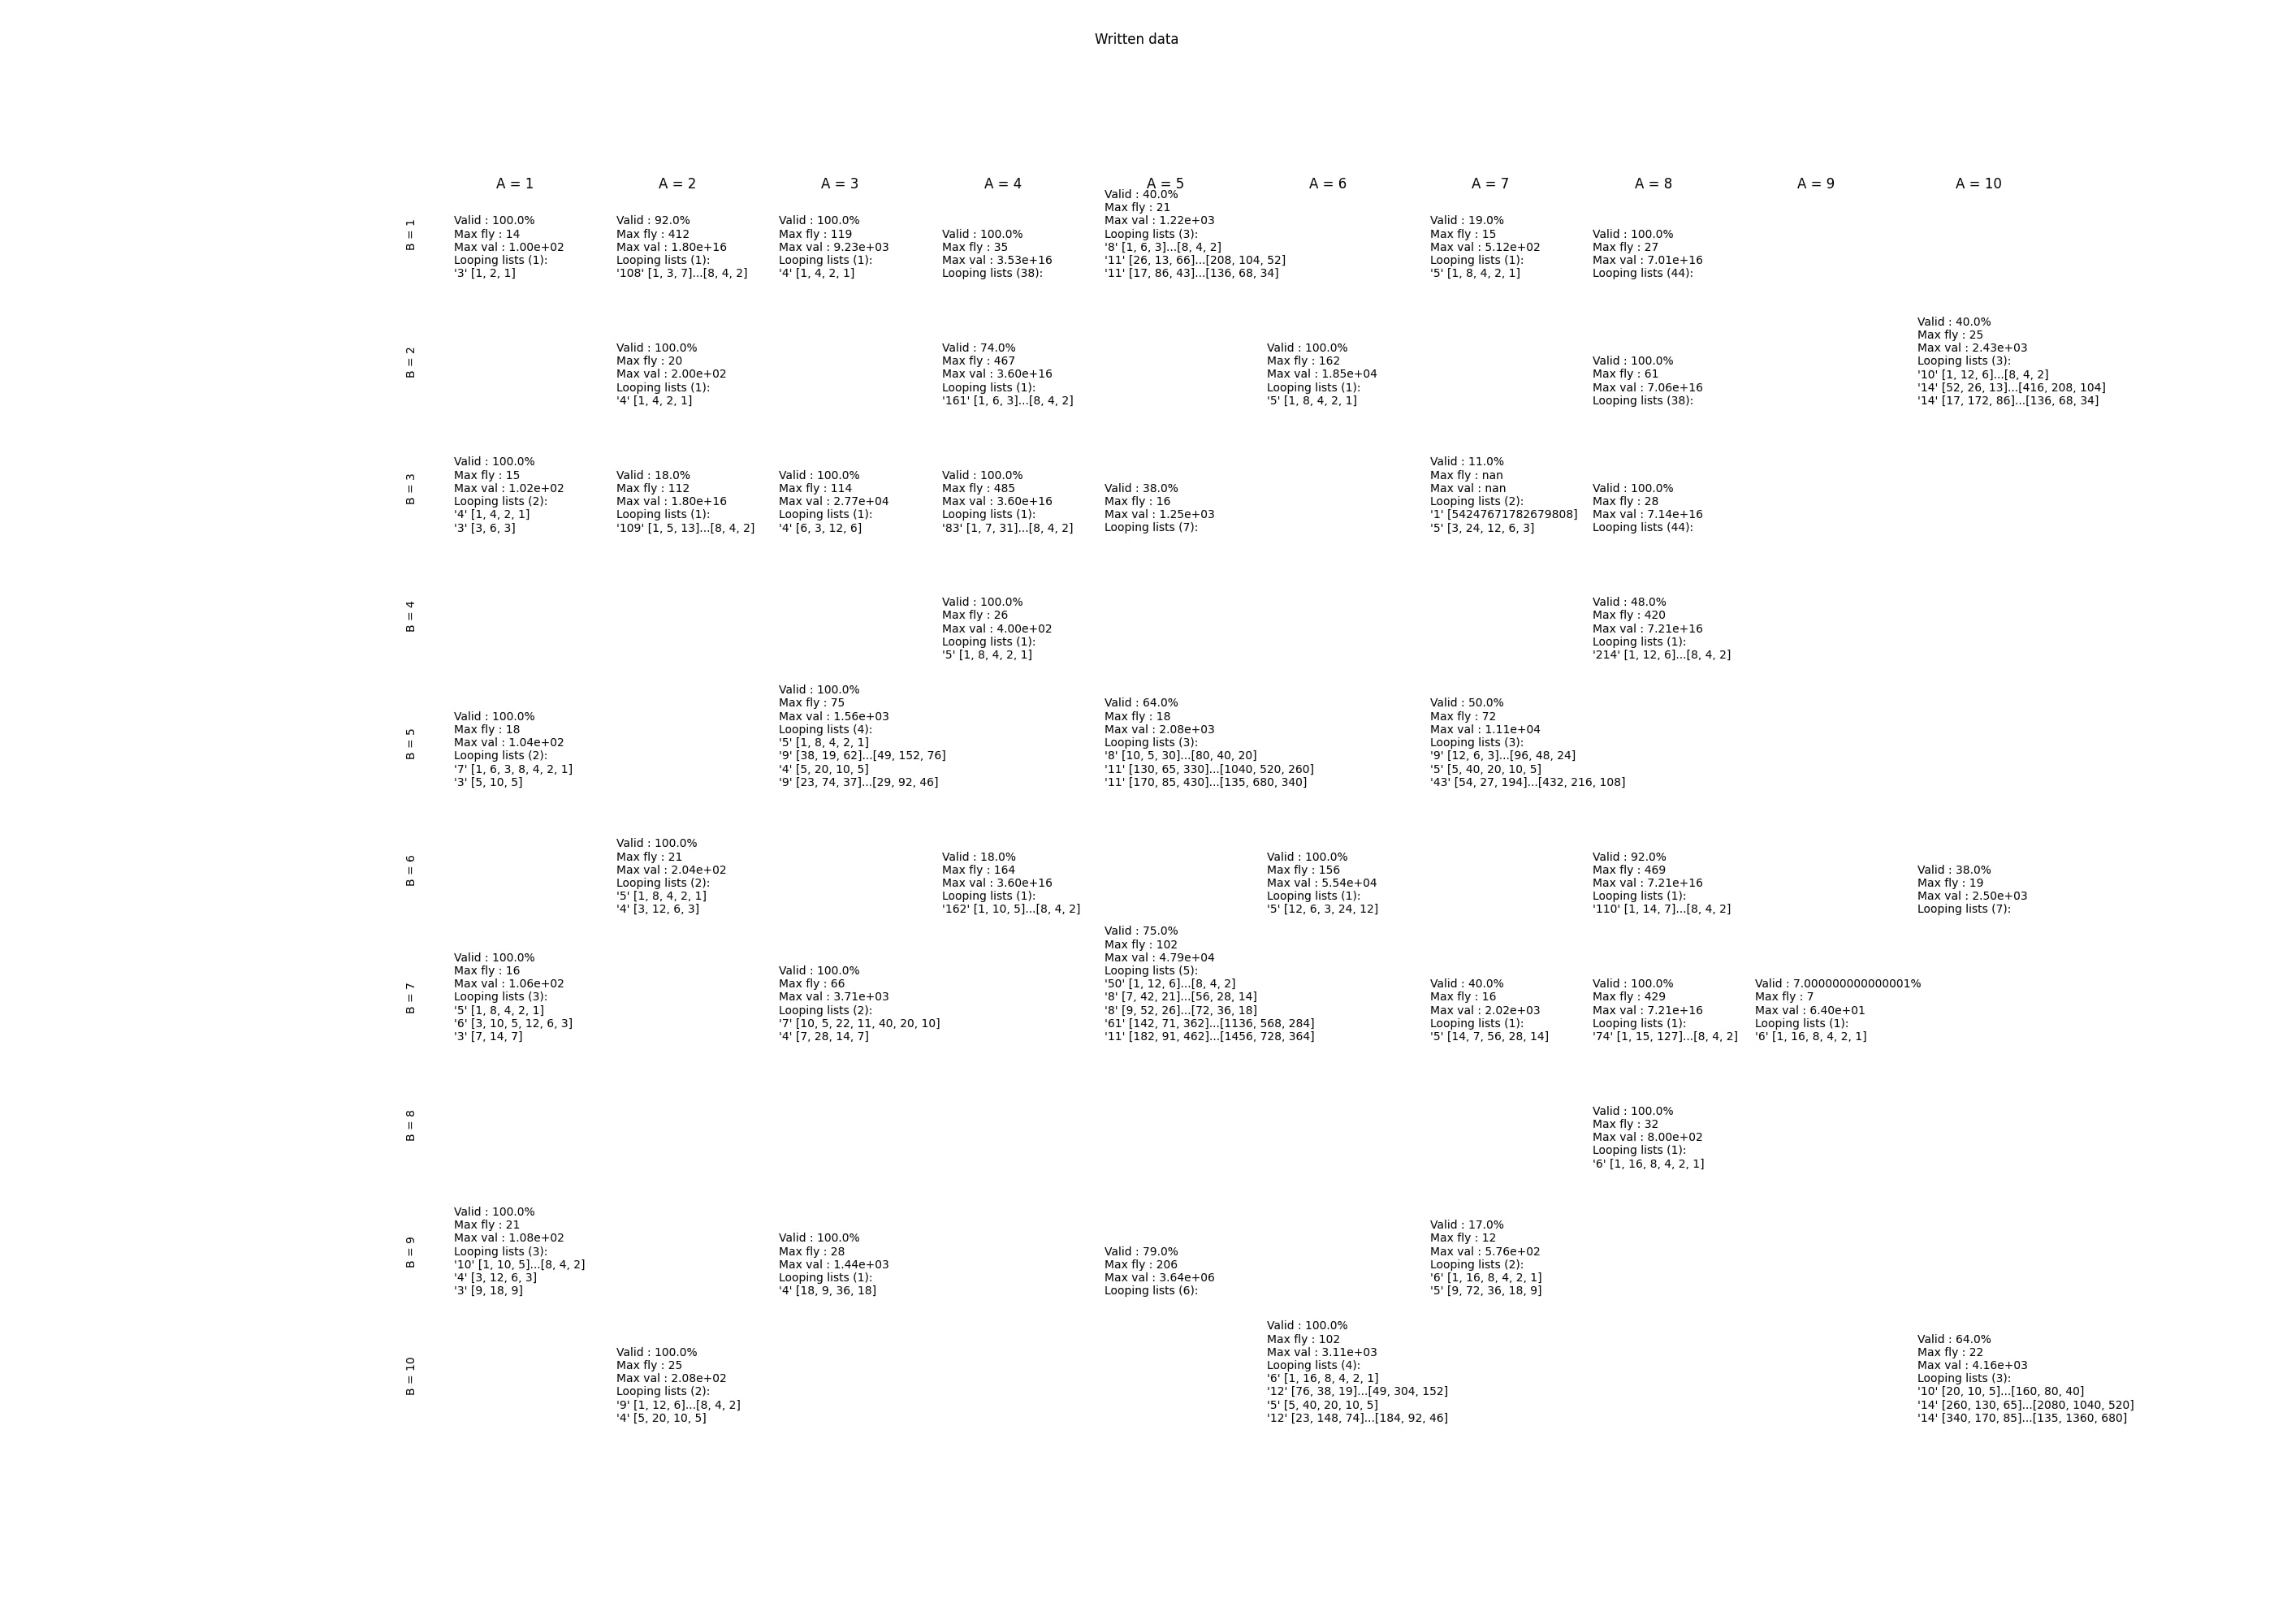 Written data
A = 1
A = 2
A = 3
A = 4
A = 5
A = 6
A = 7
A = 8
A = 9
A = 10
B = 1
Valid : 100.0%
Max fly : 14
Max val : 1.00e+02
Looping lists (1):
'3' [1, 2, 1]
Valid : 92.0%
Max fly : 412
Max val : 1.80e+16
Looping lists (1):
'108' [1, 3, 7]...[8, 4, 2]
Valid : 100.0%
Max fly : 119
Max val : 9.23e+03
Looping lists (1):
'4' [1, 4, 2, 1]
Valid : 100.0%
Max fly : 35
Max val : 3.53e+16
Looping lists (38):
Valid : 40.0%
Max fly : 21
Max val : 1.22e+03
Looping lists (3):
'8' [1, 6, 3]...[8, 4, 2]
'11' [26, 13, 66]...[208, 104, 52]
'11' [17, 86, 43]...[136, 68, 34]
Valid : 19.0%
Max fly : 15
Max val : 5.12e+02
Looping lists (1):
'5' [1, 8, 4, 2, 1]
Valid : 100.0%
Max fly : 27
Max val : 7.01e+16
Looping lists (44):
B = 2
Valid : 100.0%
Max fly : 20
Max val : 2.00e+02
Looping lists (1):
'4' [1, 4, 2, 1]
Valid : 74.0%
Max fly : 467
Max val : 3.60e+16
Looping lists (1):
'161' [1, 6, 3]...[8, 4, 2]
Valid : 100.0%
Max fly : 162
Max val : 1.85e+04
Looping lists (1):
'5' [1, 8, 4, 2, 1]
Valid : 100.0%
Max fly : 61
Max val : 7.06e+16
Looping lists (38):
Valid : 40.0%
Max fly : 25
Max val : 2.43e+03
Looping lists (3):
'10' [1, 12, 6]...[8, 4, 2]
'14' [52, 26, 13]...[416, 208, 104]
'14' [17, 172, 86]...[136, 68, 34]
B = 3
Valid : 100.0%
Max fly : 15
Max val : 1.02e+02
Looping lists (2):
'4' [1, 4, 2, 1]
'3' [3, 6, 3]
Valid : 18.0%
Max fly : 112
Max val : 1.80e+16
Looping lists (1):
'109' [1, 5, 13]...[8, 4, 2]
Valid : 100.0%
Max fly : 114
Max val : 2.77e+04
Looping lists (1):
'4' [6, 3, 12, 6]
Valid : 100.0%
Max fly : 485
Max val : 3.60e+16
Looping lists (1):
'83' [1, 7, 31]...[8, 4, 2]
Valid : 38.0%
Max fly : 16
Max val : 1.25e+03
Looping lists (7):
Valid : 11.0%
Max fly : nan
Max val : nan
Looping lists (2):
'1' [54247671782679808]
'5' [3, 24, 12, 6, 3]
Valid : 100.0%
Max fly : 28
Max val : 7.14e+16
Looping lists (44):
B = 4
Valid : 100.0%
Max fly : 26
Max val : 4.00e+02
Looping lists (1):
'5' [1, 8, 4, 2, 1]
Valid : 48.0%
Max fly : 420
Max val : 7.21e+16
Looping lists (1):
'214' [1, 12, 6]...[8, 4, 2]
B = 5
Valid : 100.0%
Max fly : 18
Max val : 1.04e+02
Looping lists (2):
'7' [1, 6, 3, 8, 4, 2, 1]
'3' [5, 10, 5]
Valid : 100.0%
Max fly : 75
Max val : 1.56e+03
Looping lists (4):
'5' [1, 8, 4, 2, 1]
'9' [38, 19, 62]...[49, 152, 76]
'4' [5, 20, 10, 5]
'9' [23, 74, 37]...[29, 92, 46]
Valid : 64.0%
Max fly : 18
Max val : 2.08e+03
Looping lists (3):
'8' [10, 5, 30]...[80, 40, 20]
'11' [130, 65, 330]...[1040, 520, 260]
'11' [170, 85, 430]...[135, 680, 340]
Valid : 50.0%
Max fly : 72
Max val : 1.11e+04
Looping lists (3):
'9' [12, 6, 3]...[96, 48, 24]
'5' [5, 40, 20, 10, 5]
'43' [54, 27, 194]...[432, 216, 108]
B = 6
Valid : 100.0%
Max fly : 21
Max val : 2.04e+02
Looping lists (2):
'5' [1, 8, 4, 2, 1]
'4' [3, 12, 6, 3]
Valid : 18.0%
Max fly : 164
Max val : 3.60e+16
Looping lists (1):
'162' [1, 10, 5]...[8, 4, 2]
Valid : 100.0%
Max fly : 156
Max val : 5.54e+04
Looping lists (1):
'5' [12, 6, 3, 24, 12]
Valid : 92.0%
Max fly : 469
Max val : 7.21e+16
Looping lists (1):
'110' [1, 14, 7]...[8, 4, 2]
Valid : 38.0%
Max fly : 19
Max val : 2.50e+03
Looping lists (7):
B = 7
Valid : 100.0%
Max fly : 16
Max val : 1.06e+02
Looping lists (3):
'5' [1, 8, 4, 2, 1]
'6' [3, 10, 5, 12, 6, 3]
'3' [7, 14, 7]
Valid : 100.0%
Max fly : 66
Max val : 3.71e+03
Looping lists (2):
'7' [10, 5, 22, 11, 40, 20, 10]
'4' [7, 28, 14, 7]
Valid : 75.0%
Max fly : 102
Max val : 4.79e+04
Looping lists (5):
'50' [1, 12, 6]...[8, 4, 2]
'8' [7, 42, 21]...[56, 28, 14]
'8' [9, 52, 26]...[72, 36, 18]
'61' [142, 71, 362]...[1136, 568, 284]
'11' [182, 91, 462]...[1456, 728, 364]
Valid : 40.0%
Max fly : 16
Max val : 2.02e+03
Looping lists (1):
'5' [14, 7, 56, 28, 14]
Valid : 100.0%
Max fly : 429
Max val : 7.21e+16
Looping lists (1):
'74' [1, 15, 127]...[8, 4, 2]
Valid : 7.000000000000001%
Max fly : 7
Max val : 6.40e+01
Looping lists (1):
'6' [1, 16, 8, 4, 2, 1]
B = 8
Valid : 100.0%
Max fly : 32
Max val : 8.00e+02
Looping lists (1):
'6' [1, 16, 8, 4, 2, 1]
B = 9
Valid : 100.0%
Max fly : 21
Max val : 1.08e+02
Looping lists (3):
'10' [1, 10, 5]...[8, 4, 2]
'4' [3, 12, 6, 3]
'3' [9, 18, 9]
Valid : 100.0%
Max fly : 28
Max val : 1.44e+03
Looping lists (1):
'4' [18, 9, 36, 18]
Valid : 79.0%
Max fly : 206
Max val : 3.64e+06
Looping lists (6):
Valid : 17.0%
Max fly : 12
Max val : 5.76e+02
Looping lists (2):
'6' [1, 16, 8, 4, 2, 1]
'5' [9, 72, 36, 18, 9]
B = 10
Valid : 100.0%
Max fly : 25
Max val : 2.08e+02
Looping lists (2):
'9' [1, 12, 6]...[8, 4, 2]
'4' [5, 20, 10, 5]
Valid : 100.0%
Max fly : 102
Max val : 3.11e+03
Looping lists (4):
'6' [1, 16, 8, 4, 2, 1]
'12' [76, 38, 19]...[49, 304, 152]
'5' [5, 40, 20, 10, 5]
'12' [23, 148, 74]...[184, 92, 46]
Valid : 64.0%
Max fly : 22
Max val : 4.16e+03
Looping lists (3):
'10' [20, 10, 5]...[160, 80, 40]
'14' [260, 130, 65]...[2080, 1040, 520]
'14' [340, 170, 85]...[135, 1360, 680]